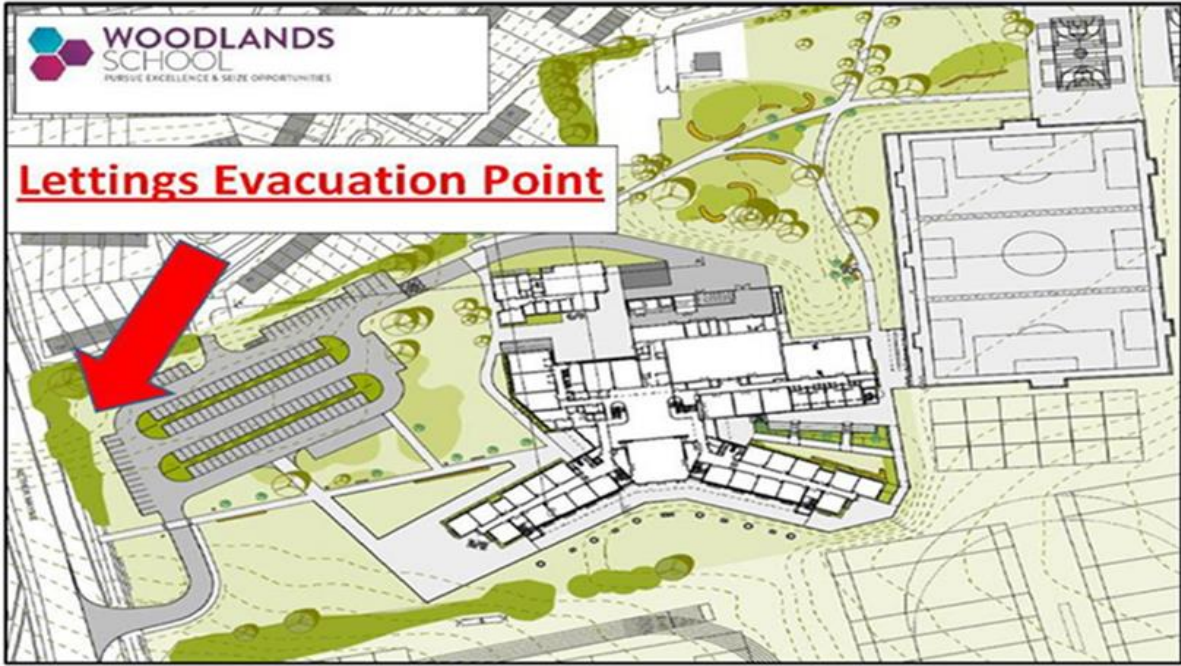 WOODLANDS
SCHOOL
PURSUE EXCELLENCE & SEIZE OPPORTUNITIES
Lettings Evacuation Point